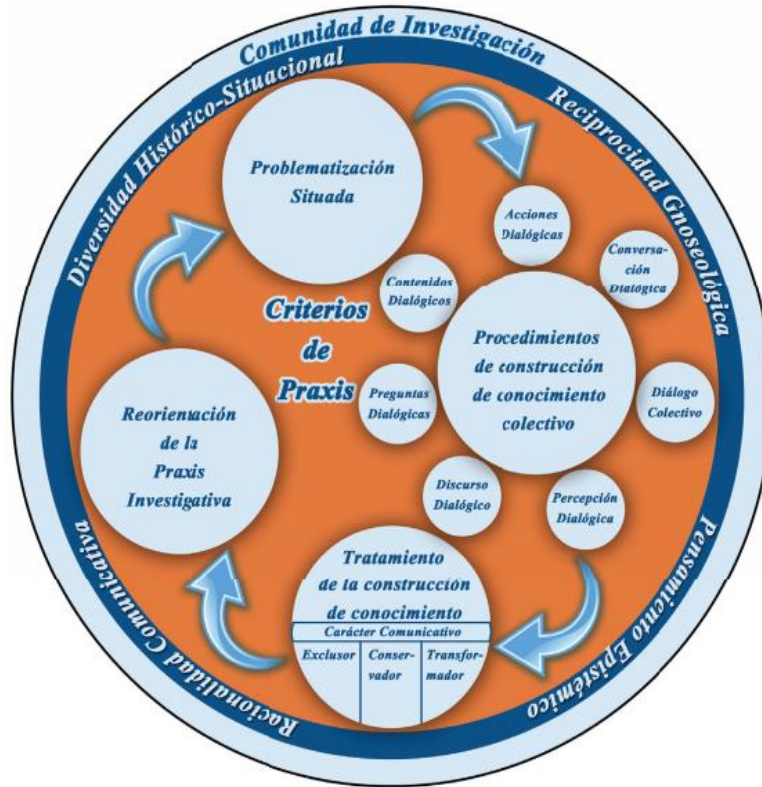 Comunidad de Investigación
Diversidad Histórico-Situacional
Reciprocidad Gnoseológica
Problematización
Situada
Acciones
Dialógicas
Conversa-
ción
Dialógica
Contenidos
Dialógicos
Criterios
de
Praxis
Procedimientos
de construcción
de conocimiento
colectivo
Preguntas
Dialógicas
Diálogo
Colectivo
Reorientación
de la
Praxis
Investigativa
Discurso
Dialógico
Percepción
Dialógica
Tratamiento
de la construcción
de conocimiento
Carácter Comunicativo
Exclusor
Conser-
vador
Transfor-
mador
Racionalidad Comunicativa
Pensamiento Epistémico